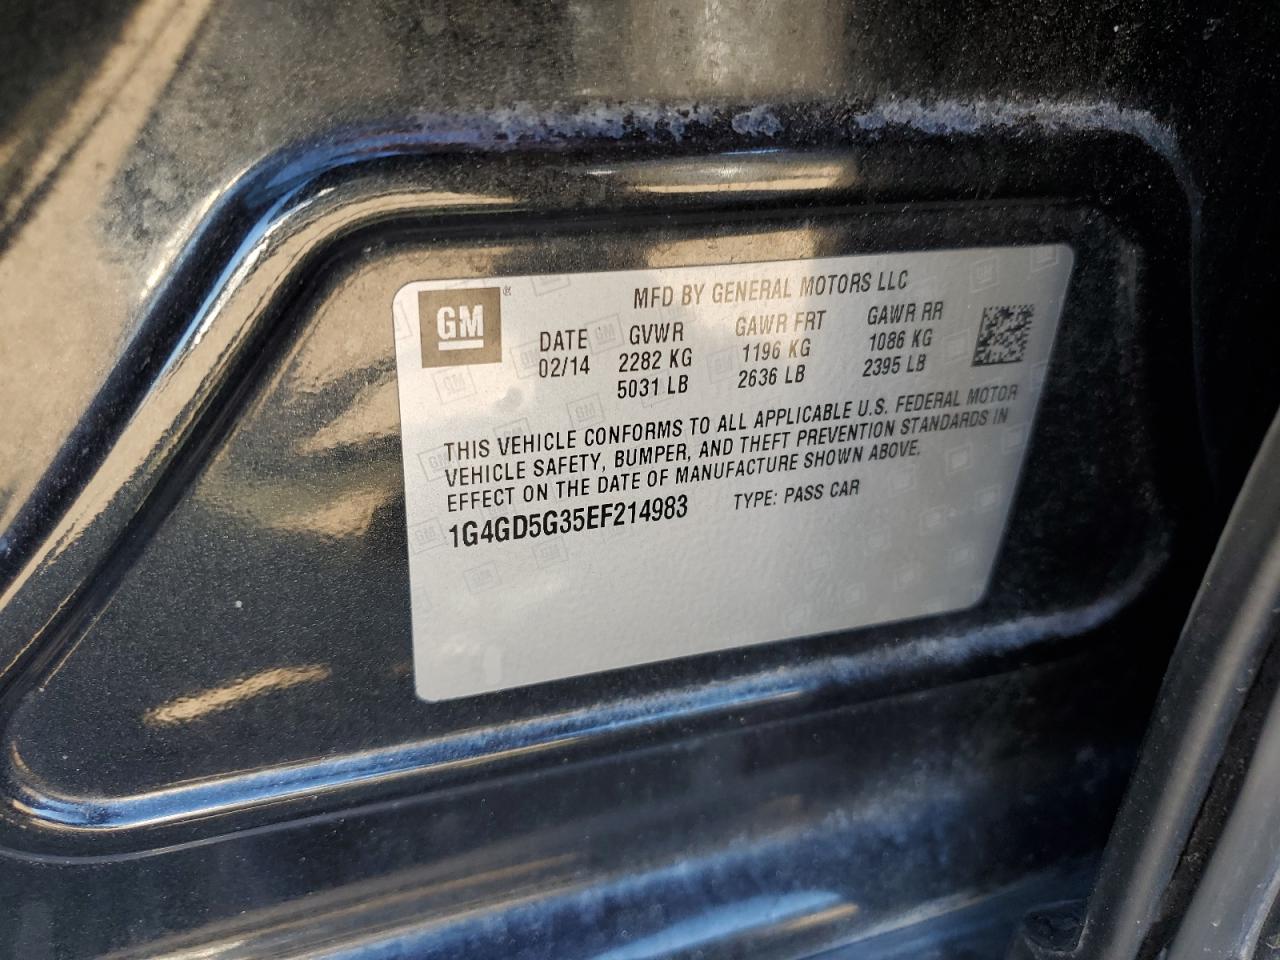 GM ®
MFD BY GENERAL MOTORS LLC
DATE GVWR GAWR FRT GAWR RR
02/14 2282 KG 1196 KG 1086 KG
5031 LB 2636 LB 2395 LB
THIS VEHICLE CONFORMS TO ALL APPLICABLE U.S. FEDERAL MOTOR
VEHICLE SAFETY, BUMPER, AND THEFT PREVENTION STANDARDS IN
EFFECT ON THE DATE OF MANUFACTURE SHOWN ABOVE.
1G4GD5G35EF214983 TYPE: PASS CAR